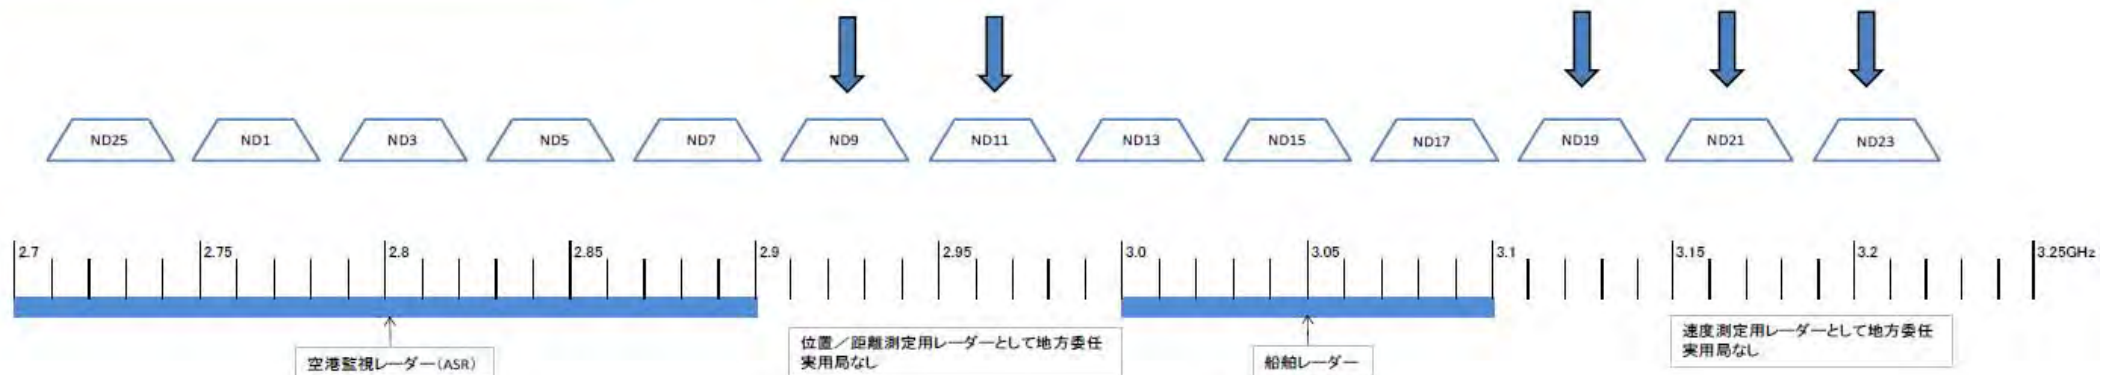 ND25 ND1 ND3 ND5 ND7 ND9 ND11 ND13 ND15 ND17 ND19 ND21 ND23
2.7 2.75 2.8 2.85 2.9 2.95 3.0 3.05 3.1 3.15 3.2 3.25GHz
空港監視レーダー(ASR)
位置/距離測定用レーダーとして地方委任
実用局なし
船舶レーダー
速度測定用レーダーとして地方委任
実用局なし